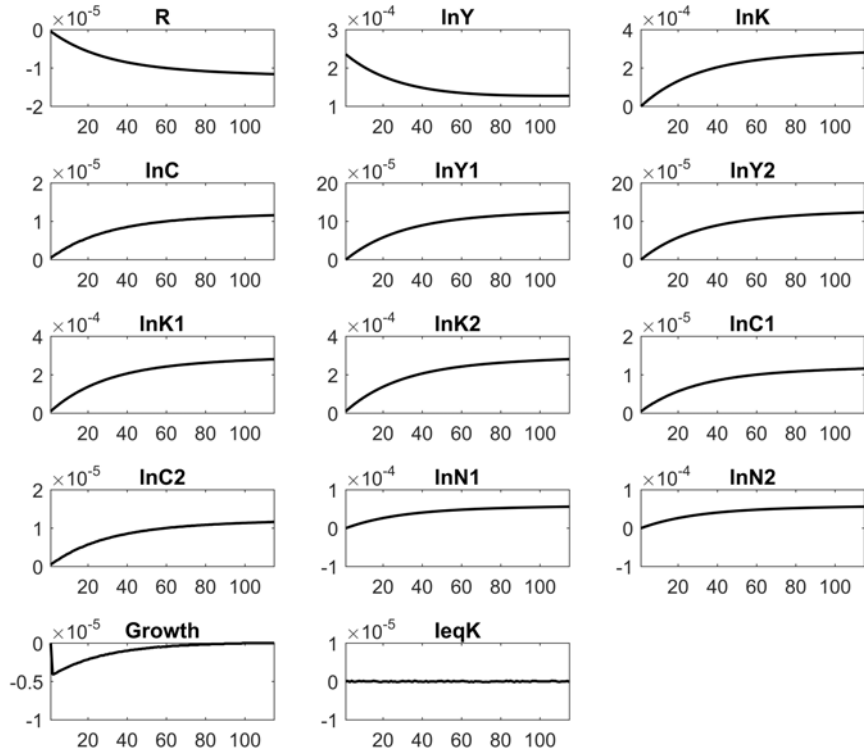 R lnY lnK
×10-5 ×10-4 ×10-4
0 3 4
-1 2 2
-2 1 0
20 40 60 80 100 20 40 60 80 100 20 40 60 80 100
lnC lnY1 lnY2
×10-5 ×10-5 ×10-5
2 20 20
1 10 10
0 0 0
20 40 60 80 100 20 40 60 80 100 20 40 60 80 100
lnK1 lnK2 lnC1
×10-4 ×10-4 ×10-5
4 4 2
2 2 1
0 0 0
20 40 60 80 100 20 40 60 80 100 20 40 60 80 100
lnC2 lnN1 lnN2
×10-5 ×10-4 ×10-4
2 1 1
1 0 0
0 -1 -1
20 40 60 80 100 20 40 60 80 100 20 40 60 80 100
Growth IeqK
×10-5 ×10-5
0 1
-0.5 0
-1 -1
20 40 60 80 100 20 40 60 80 100